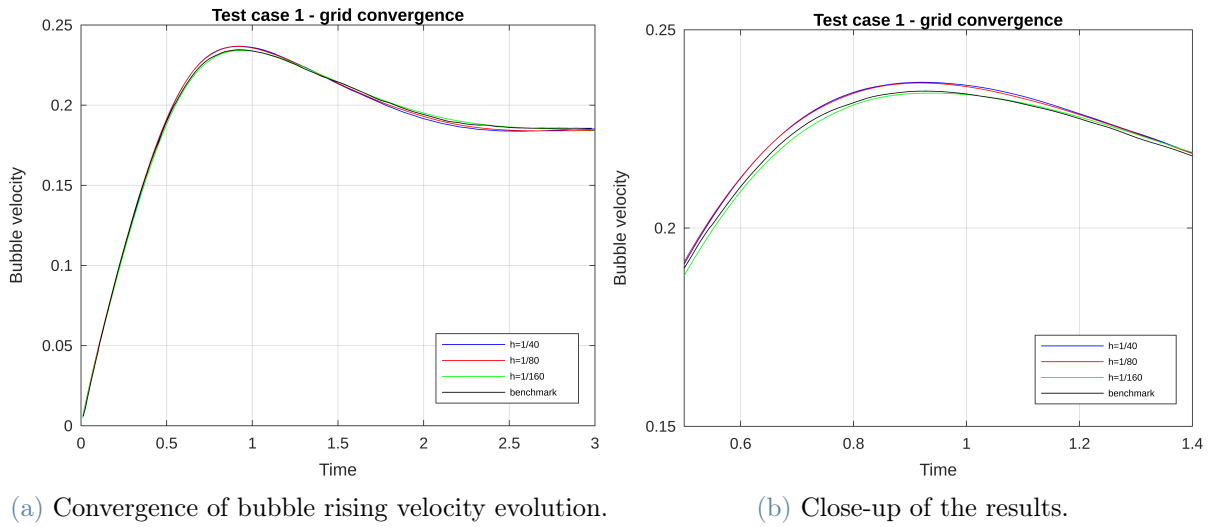 Test case 1 - grid convergence
0.25
0.2
0.15
0.1
0.05
0
Bubble velocity
h=1/40
h=1/80
h=1/160
benchmark
0 0.5 1 1.5 2 2.5 3
Time
(a) Convergence of bubble rising velocity evolution.
Test case 1 - grid convergence
0.25
0.2
0.15
Bubble velocity
h=1/40
h=1/80
h=1/160
benchmark
0.6 0.8 1 1.2 1.4
Time
(b) Close-up of the results.